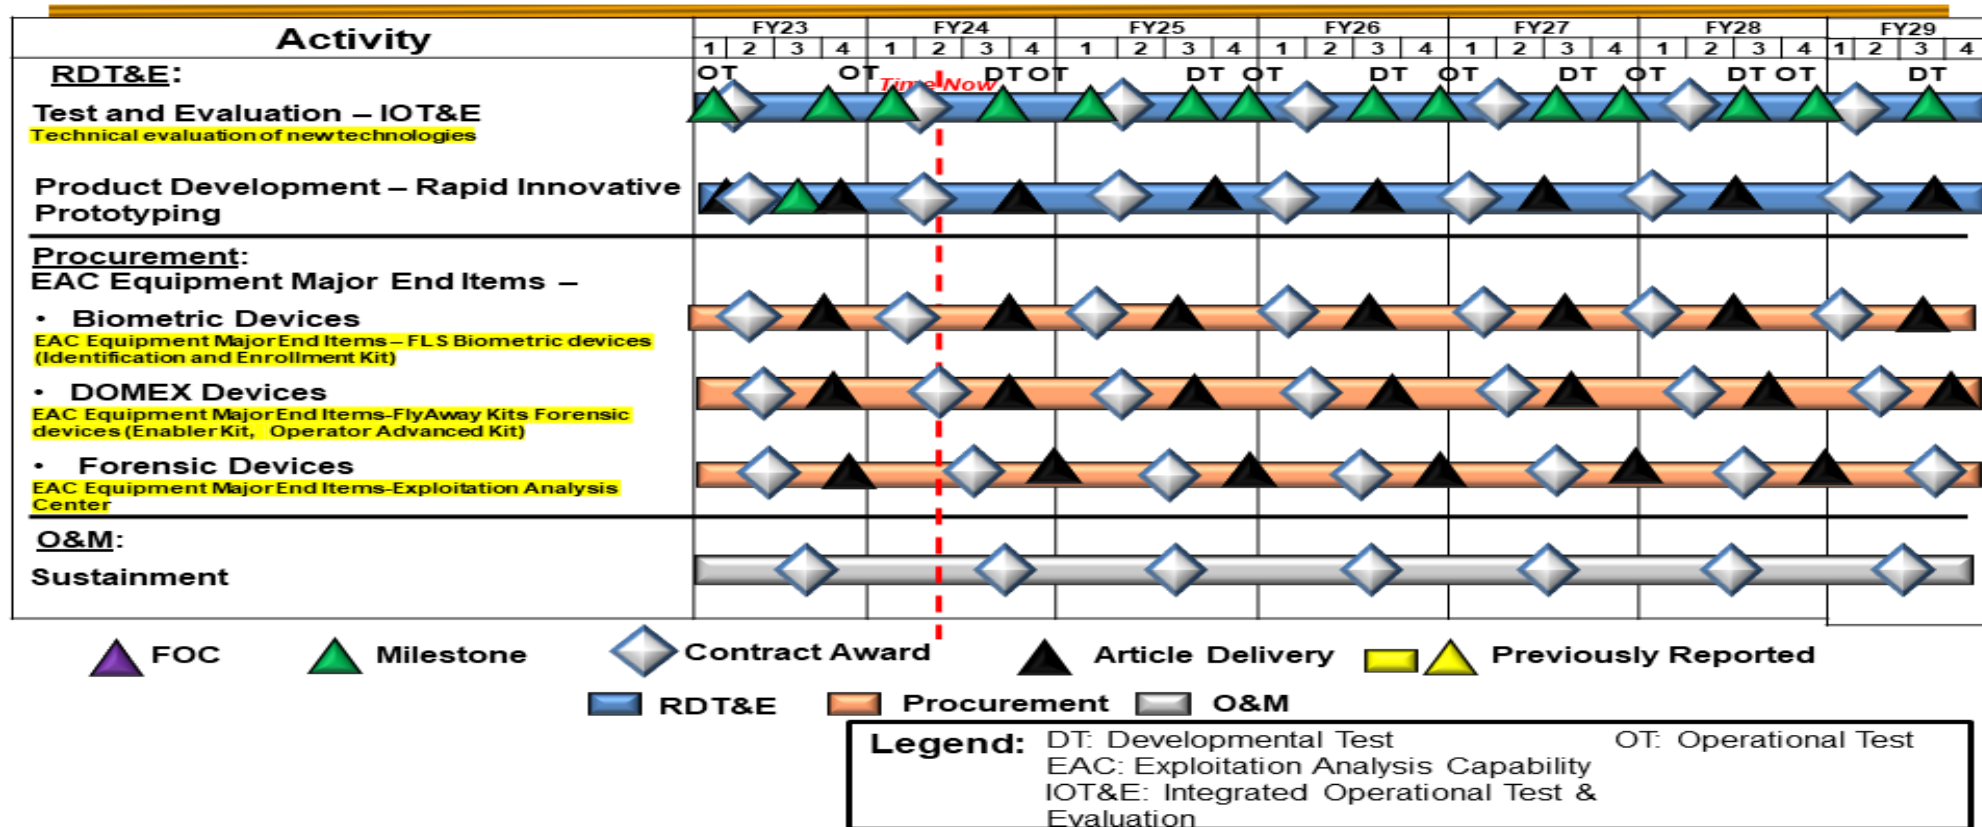 Activity
FY23 FY24 FY25 FY26 FY27 FY28 FY29
1 2 3 4 1 2 3 4 1 2 3 4 1 2 3 4 1 2 3 4 1 2 3 4 1 2 3 4
RDT&E:
OT OT DT OT DT OT DT OT DT OT DT OT DT
Time Now
Test and Evaluation – IOT&E
Technical evaluation of new technologies
Product Development – Rapid Innovative
Prototyping
Procurement:
EAC Equipment Major End Items –
• Biometric Devices
EAC Equipment Major End Items – FLS Biometric devices
(Identification and Enrollment Kit)
• DOMEX Devices
EAC Equipment Major End Items-FlyAway Kits Forensic
devices (Enabler Kit, Operator Advanced Kit)
• Forensic Devices
EAC Equipment Major End Items-Exploitation Analysis
Center
O&M:
Sustainment
FOC Milestone Contract Award Article Delivery Previously Reported
RDT&E Procurement O&M
Legend: DT: Developmental Test OT: Operational Test
EAC: Exploitation Analysis Capability
IOT&E: Integrated Operational Test &
Evaluation